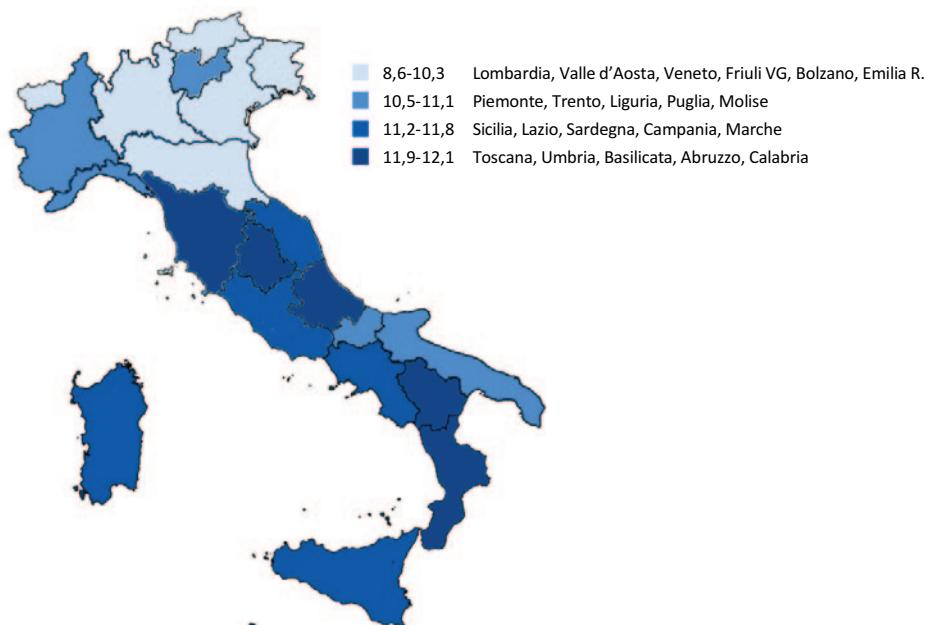 8,6-10,3 Lombardia, Valle d'Aosta, Veneto, Friuli VG, Bolzano, Emilia R.
10,5-11,1 Piemonte, Trento, Liguria, Puglia, Molise
11,2-11,8 Sicilia, Lazio, Sardegna, Campania, Marche
11,9-12,1 Toscana, Umbria, Basilicata, Abruzzo, Calabria